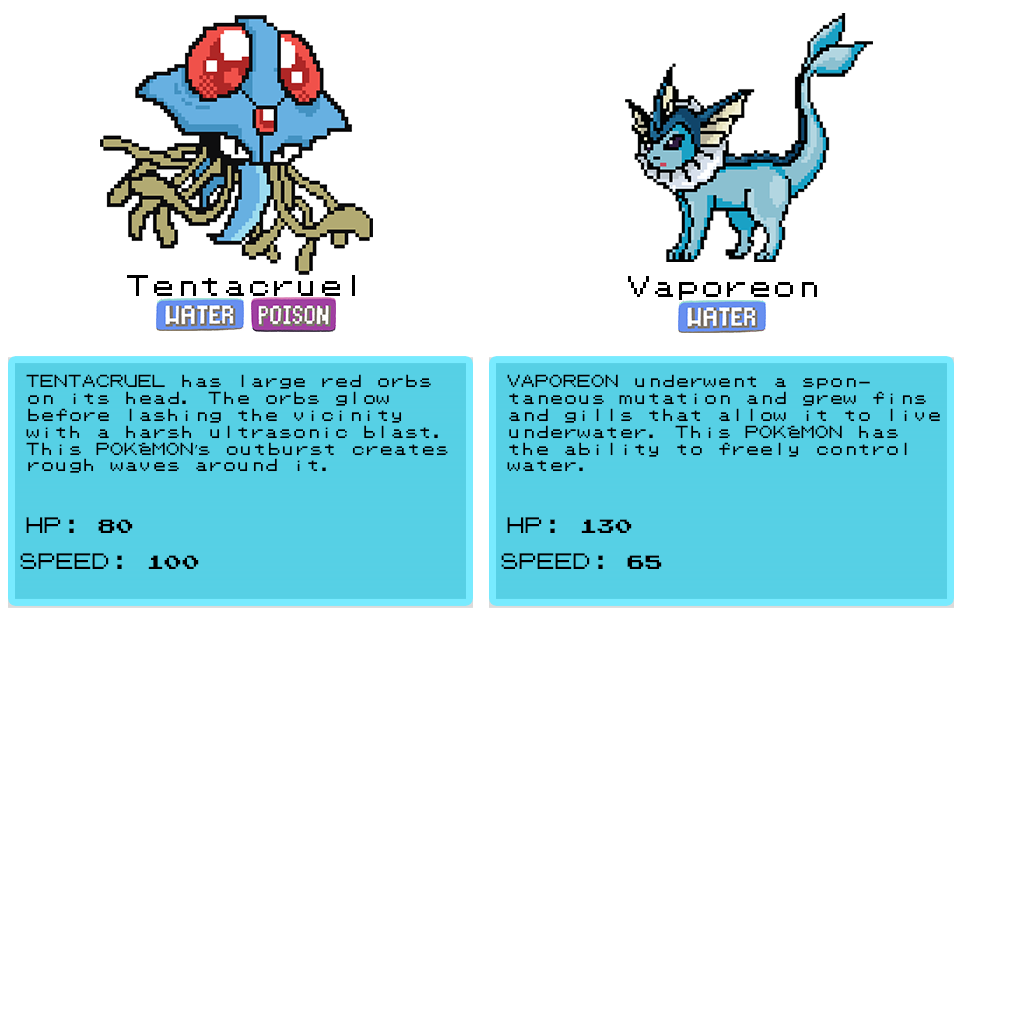 Tentacruel
WATER POISON
TENTACRUEL has large red orbs
on its head. The orbs glow
before lashing the vicinity
with a harsh ultrasonic blast.
This POKéMON's outburst creates
rough waves around it.
HP: 80
SPEED: 100
Vaporeon
WATER
VAPOREON underwent a spon-
taneous mutation and grew fins
and gills that allow it to live
underwater. This POKéMON has
the ability to freely control
water.
HP: 130
SPEED: 65